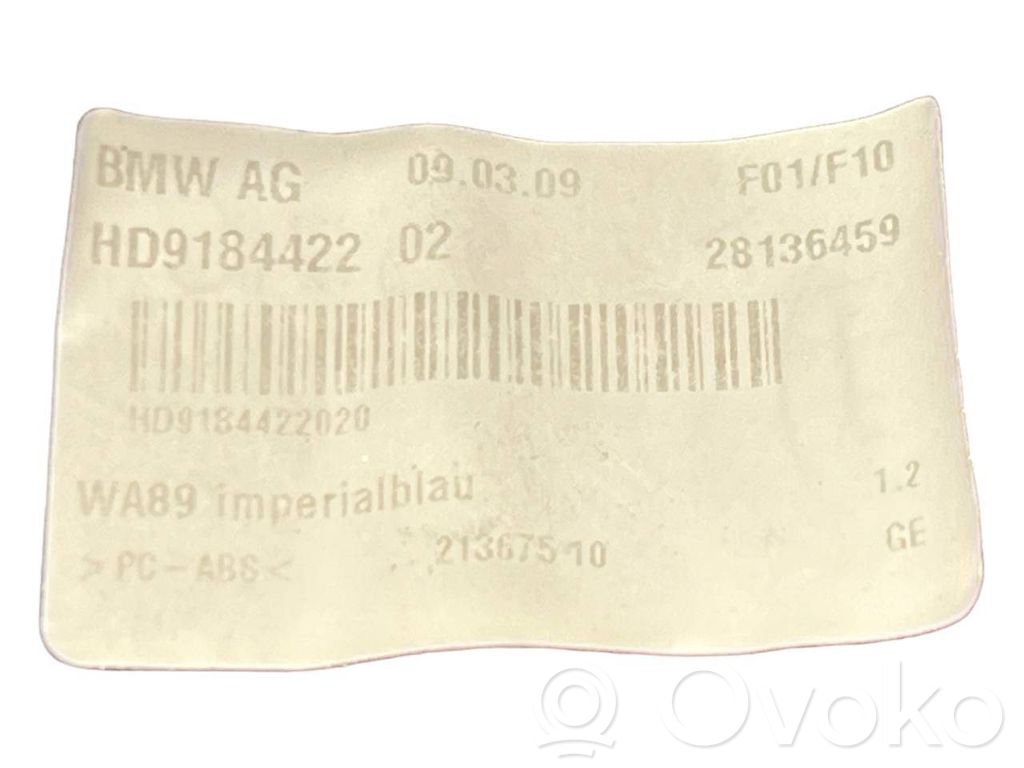 BMW AG 09.03.09 F01/F10
HD9184422 02 28136459
HD9184422020
WA89 imperialblau 1.2
>PC-ABS< 21367510 GE
Ovoko